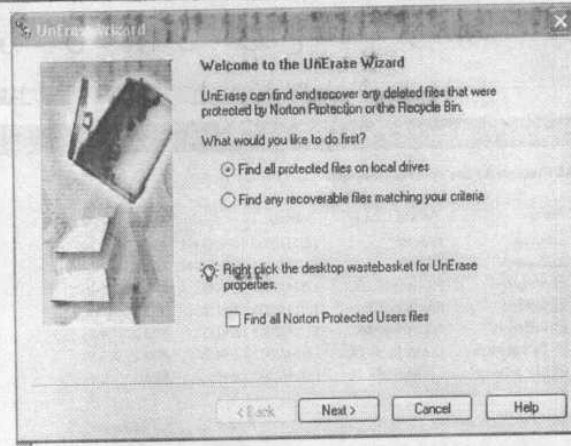 UnErase Wizard
Welcome to the UnErase Wizard
UnErase can find and recover any deleted files that were
protected by Norton Protection or the Recycle Bin.
What would you like to do first?
Find all protected files on local drives
Find any recoverable files matching your criteria
Right click the desktop wastebasket for UnErase
properties.
Find all Norton Protected Users files
< Back Next > Cancel Help